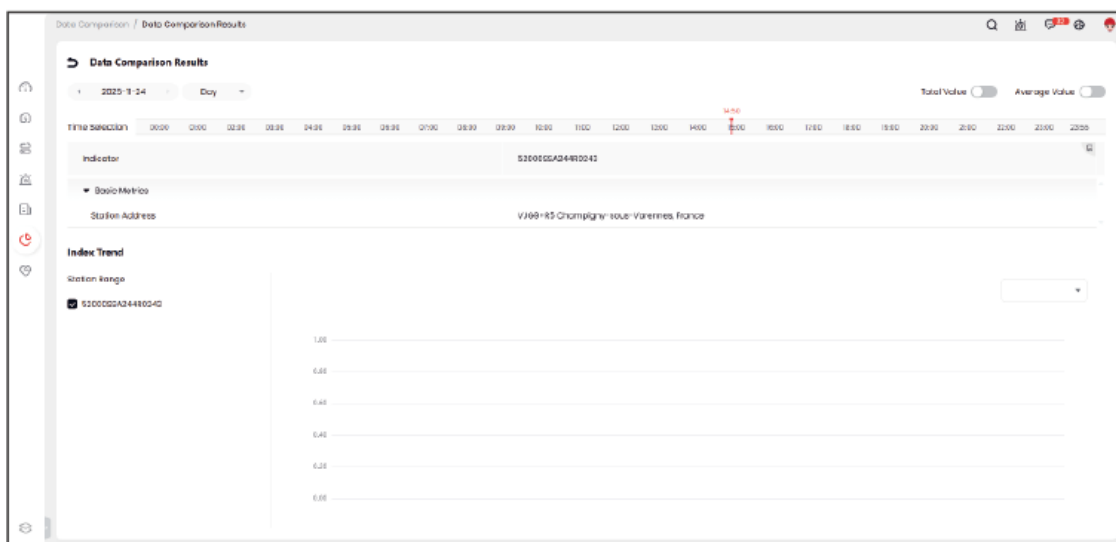 Data Comparison / Data Comparison Results
Data Comparison Results
2025-11-24 Day Total Value Average Value
14:50
Time Selection 00:00 01:00 02:00 03:00 04:00 05:00 06:00 07:00 08:00 09:00 10:00 11:00 12:00 13:00 14:00 15:00 16:00 17:00 18:00 19:00 20:00 21:00 22:00 23:00 23:55
Indicator
Basic Metrics
Station Address Champigny-sous-Varennes, France
Index Trend
Station Range
1.00
0.80
0.60
0.40
0.20
0.00